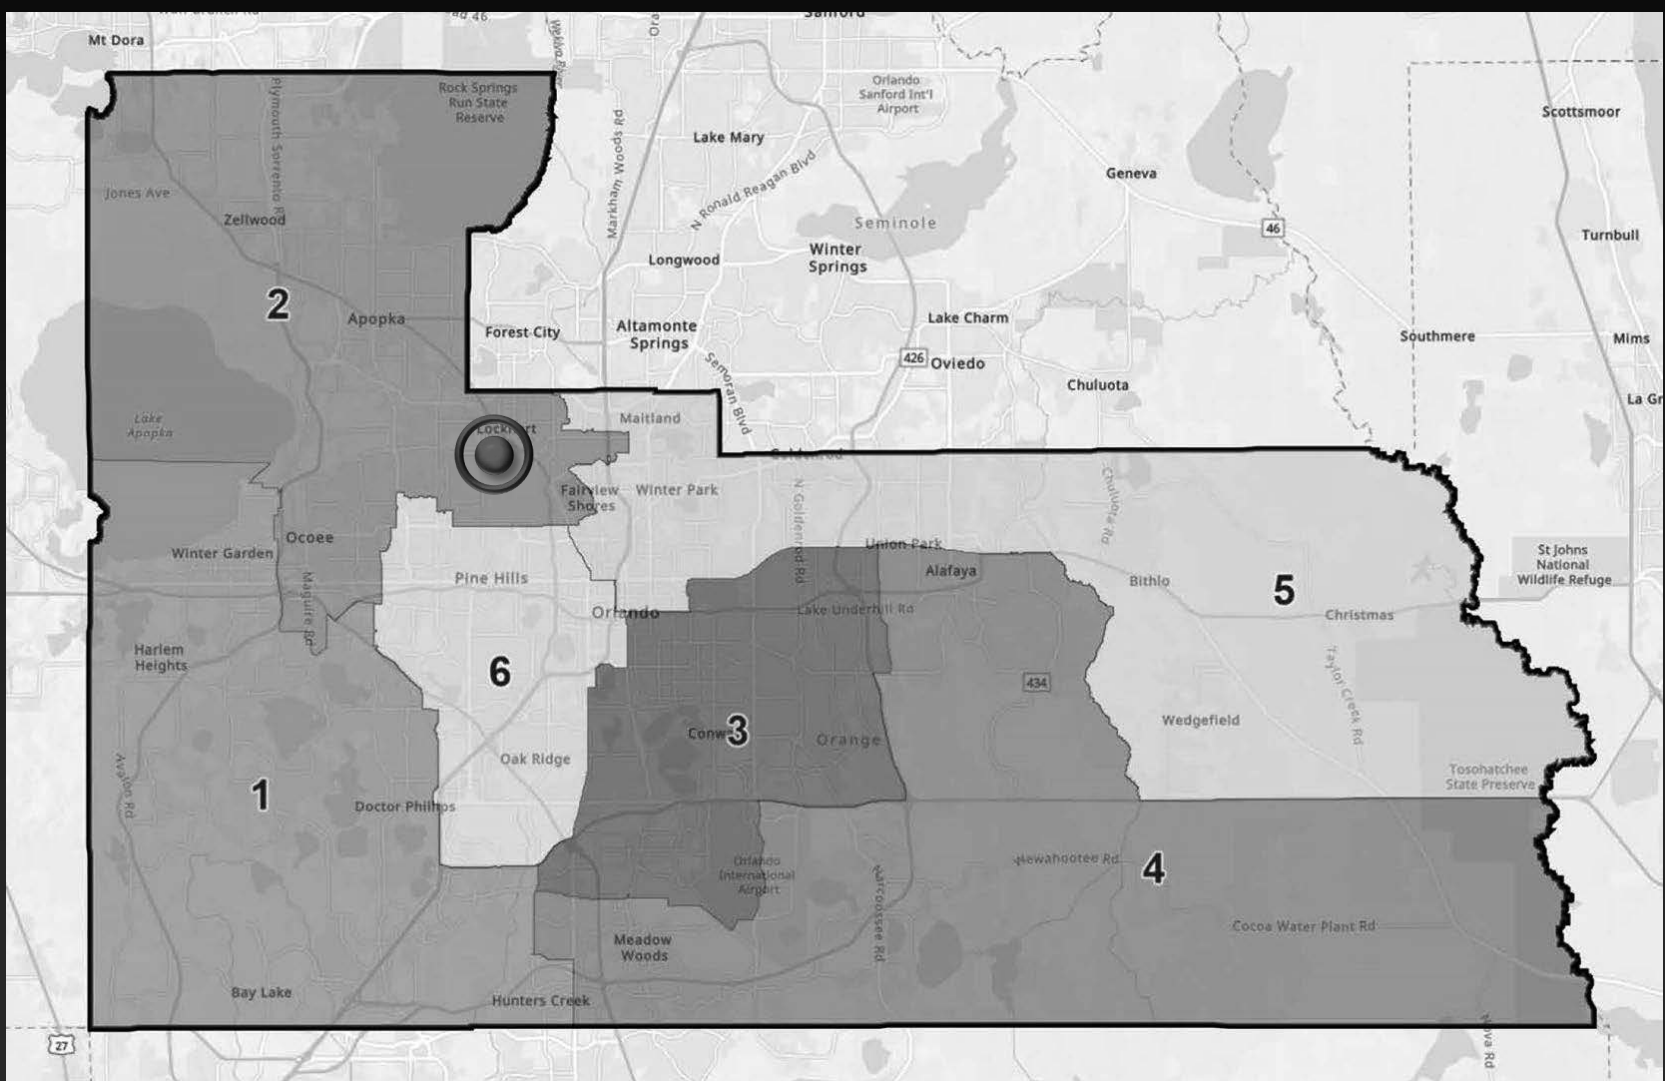 Sanford
Mt Dora
Rock Springs
Run State
Reserve
Orlando
Sanford Int'l
Airport
Scottsmoor
Plymouth Sorrento Rd
Markham Woods Rd
Lake Mary
N Ronald Reagan Blvd
Geneva
Jones Ave
Zellwood
Seminole
46
Turnbull
Longwood
Winter
Springs
2
Apopka
Forest City
Altamonte
Springs
Lake Charm
Southmere
Mims
426
Oviedo
Semoran Blvd
Chuluota
La Gr
Lake
Apopka
Lockhart
Maitland
Goldenrod
Fairview
Shores
Winter Park
N Goldenrod Rd
Chuluota Rd
Ocoee
Winter Garden
Union Park
St Johns
National
Wildlife Refuge
Pine Hills
Alafaya
Bithlo
5
Maguire Rd
Orlando
Lake Underhill Rd
Christmas
Harlem
Heights
6
434
Taylor Creek Rd
Conw
3
Orange
Wedgefield
Oak Ridge
Tosohatchee
State Preserve
Avalon Rd
1
Doctor Phillips
Orlando
International
Airport
Newahootee Rd
4
Narcoossee Rd
Cocoa Water Plant Rd
Meadow
Woods
Bay Lake
Hunters Creek
27
Nova Rd